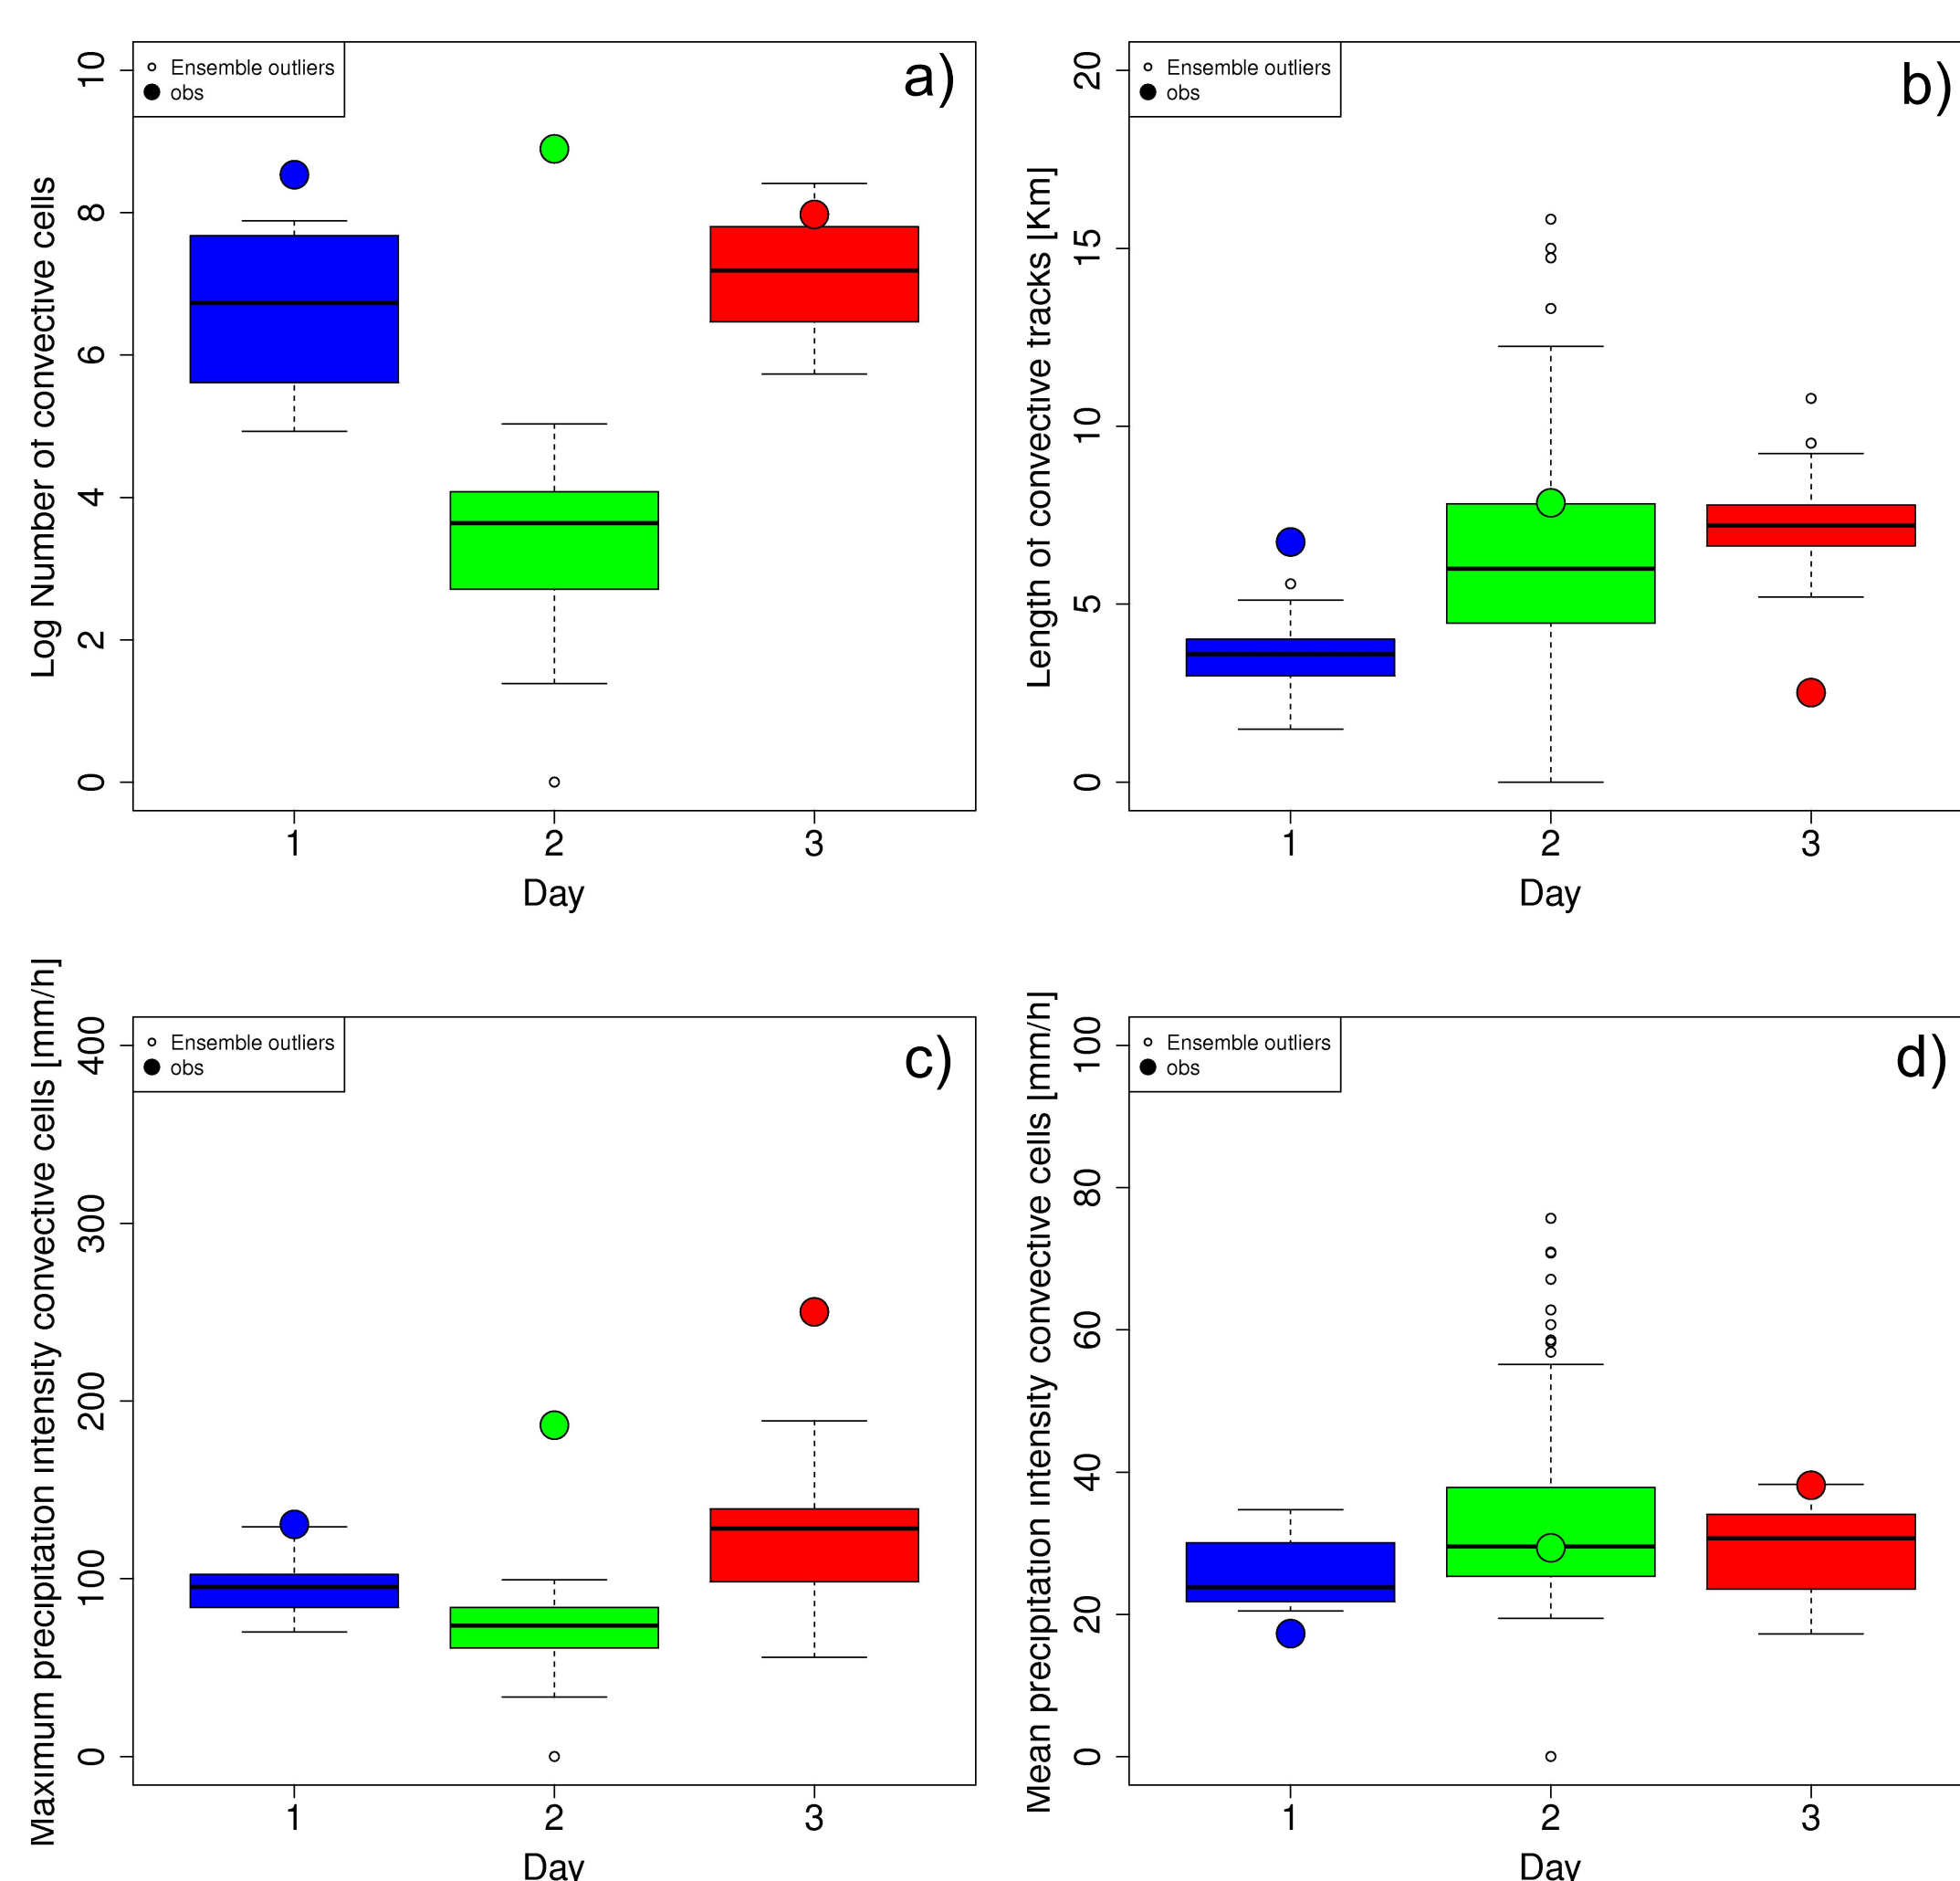 a)
Ensemble outliers
obs
Log Number of convective cells
0 2 4 6 8 10
1 2 3
Day
b)
Ensemble outliers
obs
Length of convective tracks [Km]
0 5 10 15 20
1 2 3
Day
c)
Ensemble outliers
obs
Maximum precipitation intensity convective cells [mm/h]
0 100 200 300 400
1 2 3
Day
d)
Ensemble outliers
obs
Mean precipitation intensity convective cells [mm/h]
0 20 40 60 80 100
1 2 3
Day